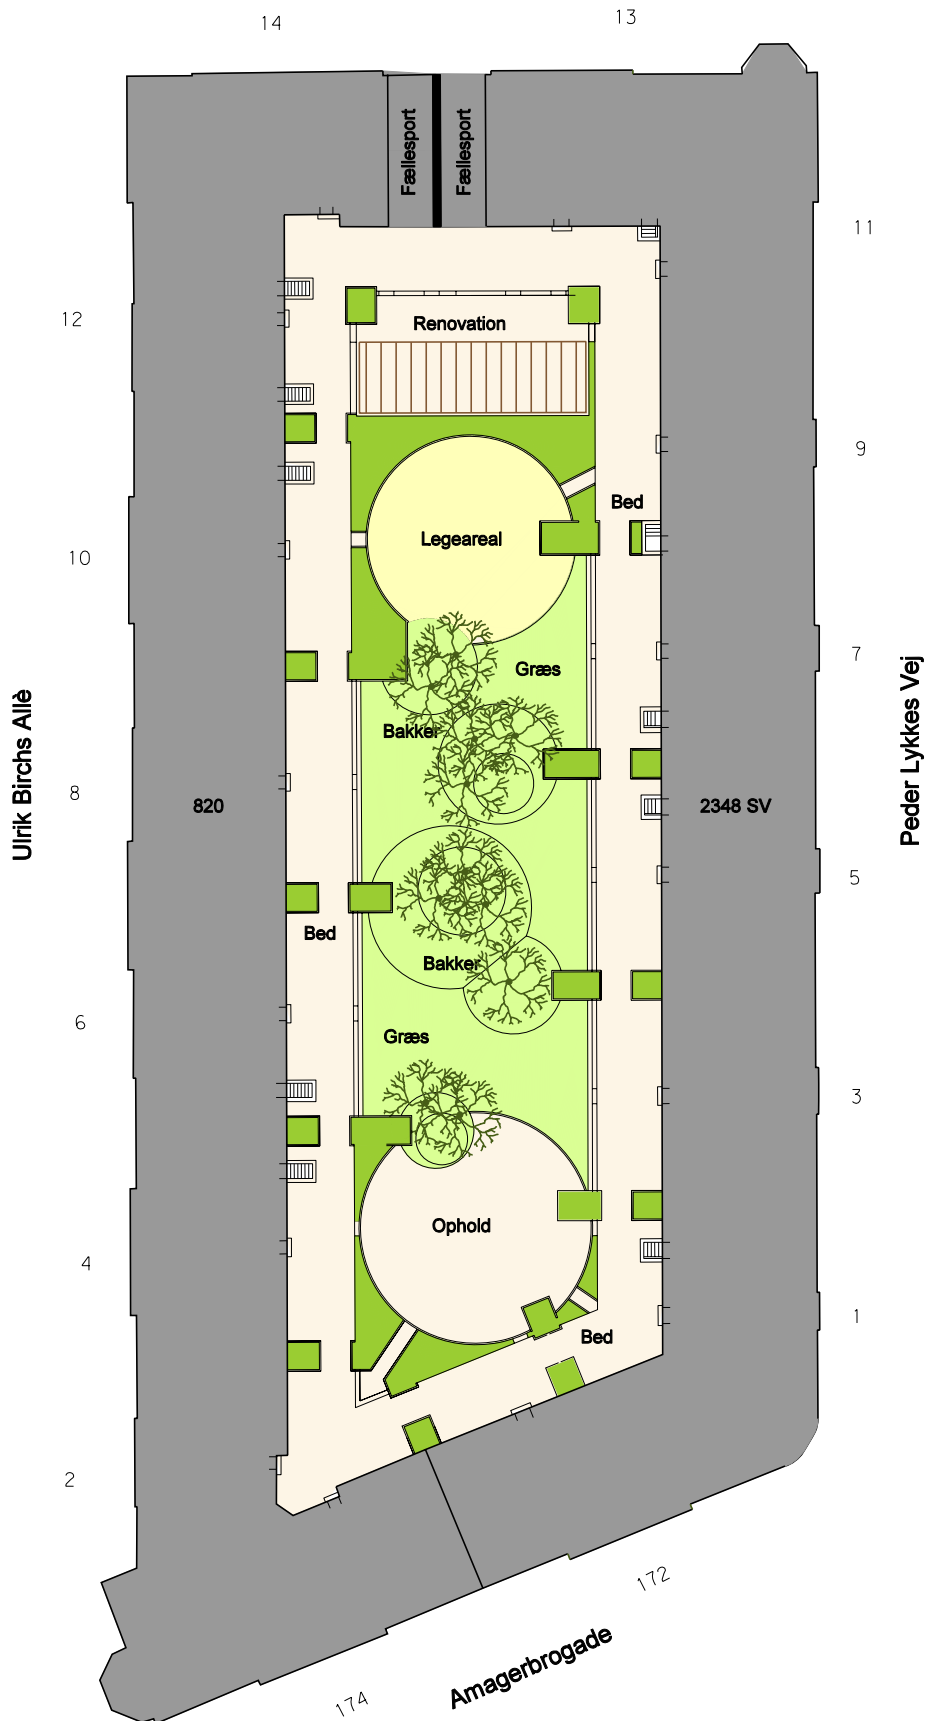 14
13
Fællesport
Fællesport
11
12
Renovation
9
Bed
Legeareal
10
7
Græs
Peder Lykkes Vej
Ulrik Birchs Allè
Bakker
8
820
2348 SV
5
Bed
Bakker
6
Græs
3
Ophold
4
1
Bed
2
172
Amagerbrogade
174